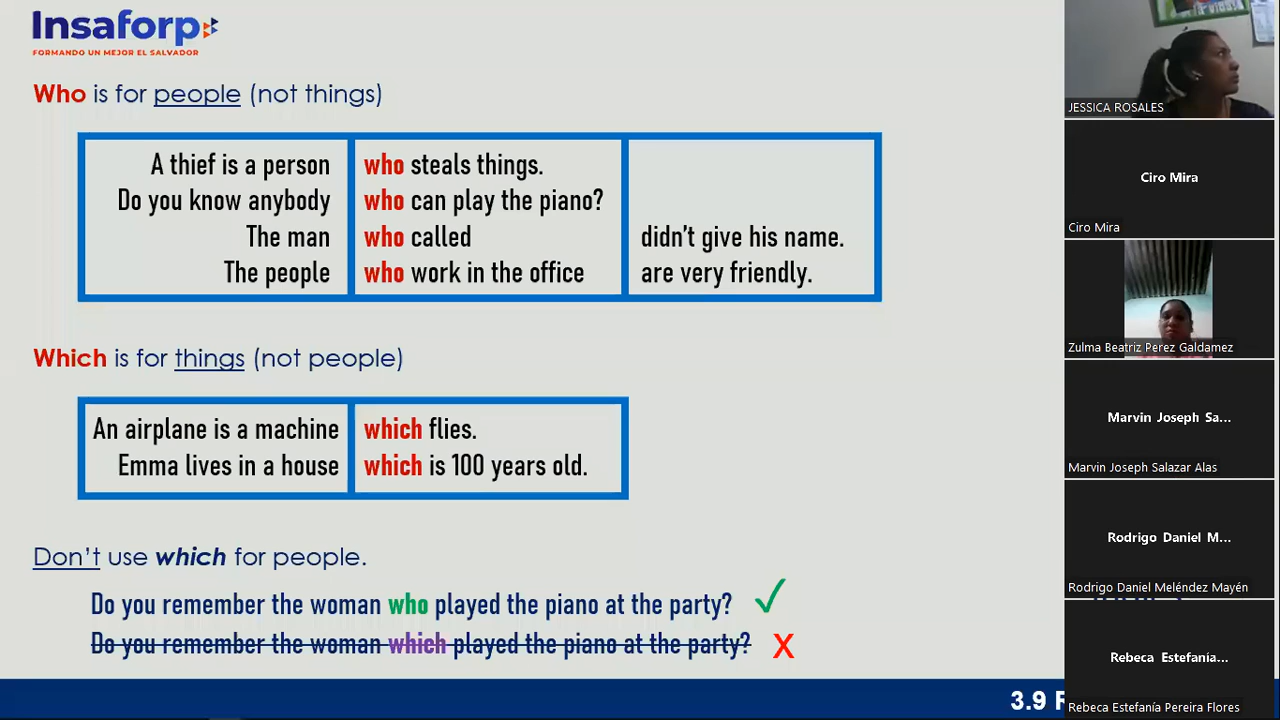 Insaforp
FORMANDO UN MEJOR EL SALVADOR
Who is for people (not things)
A thief is a person who steals things.
Do you know anybody who can play the piano?
The man who called didn't give his name.
The people who work in the office are very friendly.
Which is for things (not people)
An airplane is a machine which flies.
Emma lives in a house which is 100 years old.
Don't use which for people.
Do you remember the woman who played the piano at the party? ✓
Do you remember the woman which played the piano at the party? X
3.9
JESSICA ROSALES
Ciro Mira
Ciro Mira
Zulma Beatriz Perez Galdamez
Marvin Joseph Sa...
Marvin Joseph Salazar Alas
Rodrigo Daniel M...
Rodrigo Daniel Meléndez Mayén
Rebeca Estefanía...
Rebeca Estefanía Pereira Flores